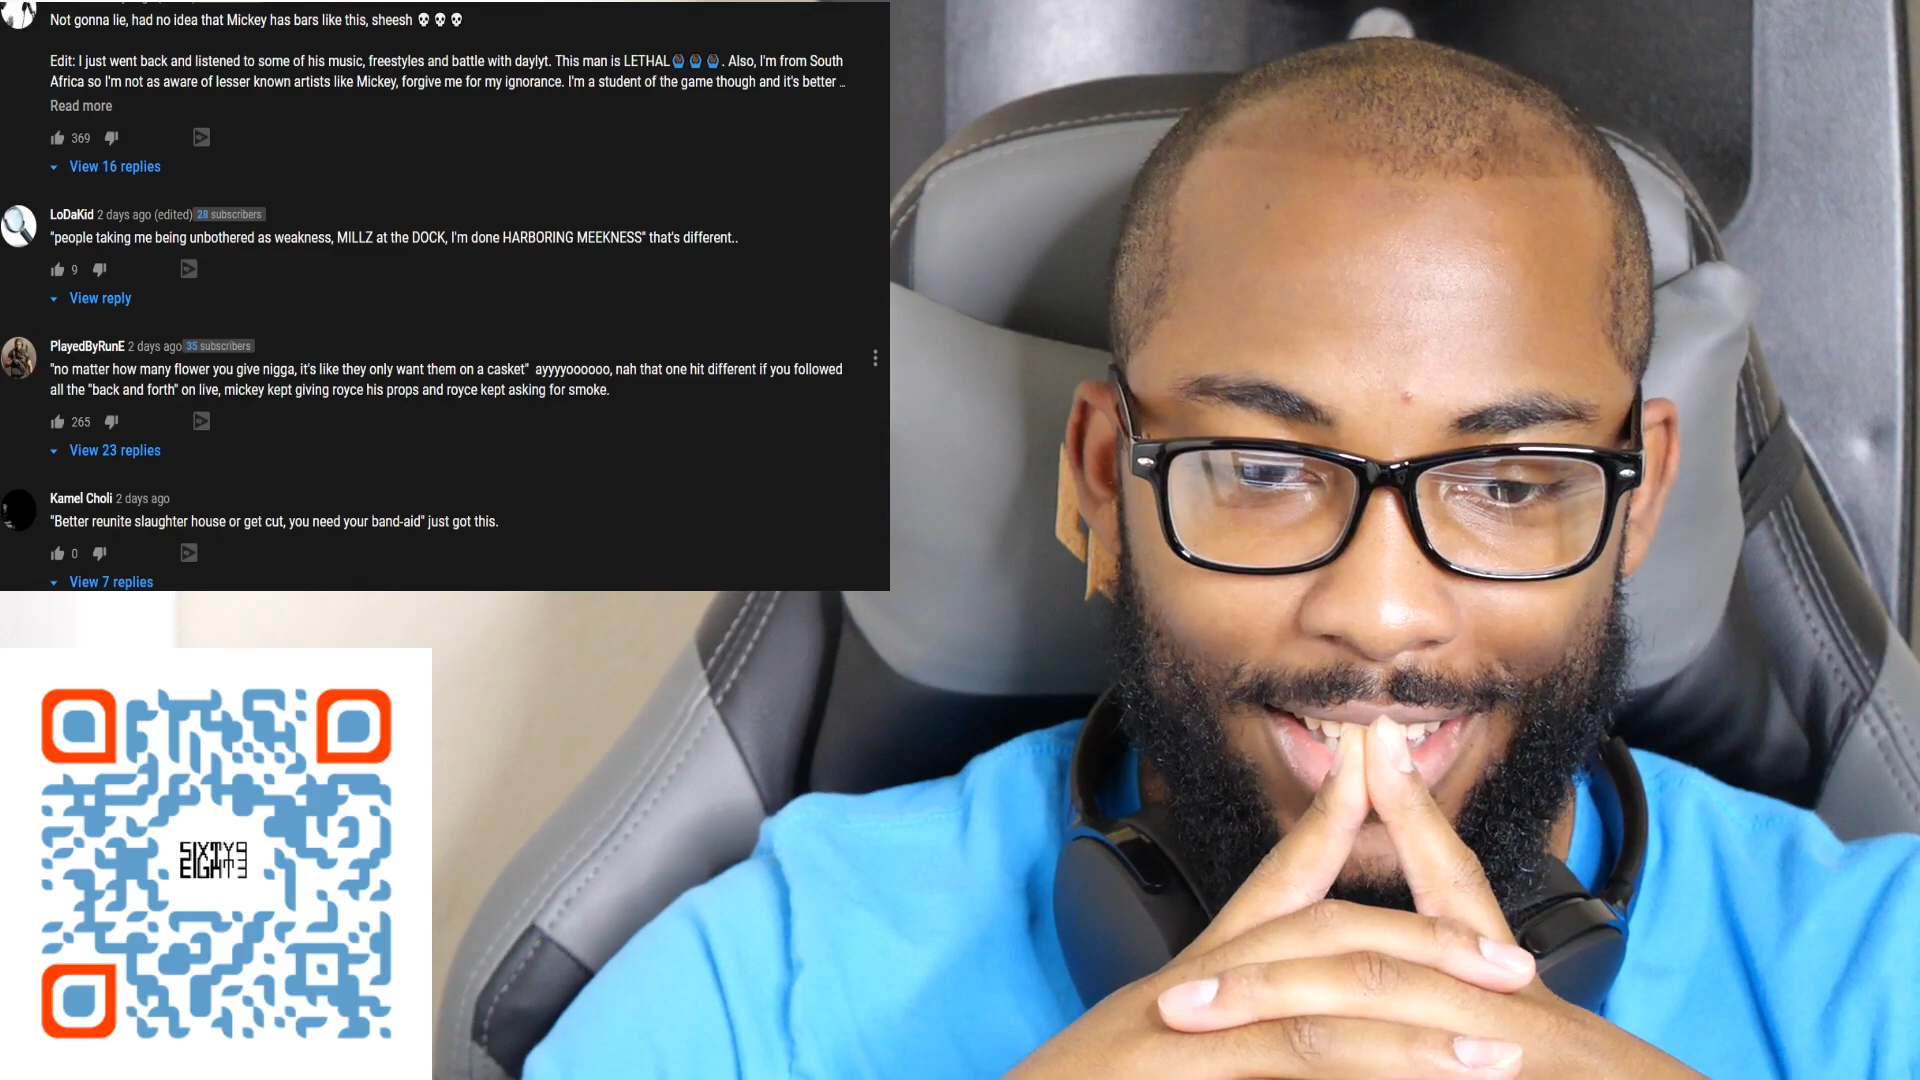 Not gonna lie, had no idea that Mickey has bars like this, sheesh 💀💀💀
Edit: I just went back and listened to some of his music, freestyles and battle with daylyt. This man is LETHAL🙆🏿‍♂️🙆🏿‍♂️🙆🏿‍♂️. Also, I'm from South
Africa so I'm not as aware of lesser known artists like Mickey, forgive me for my ignorance. I'm a student of the game though and it's better ...
Read more
369
View 16 replies
LoDaKid 2 days ago (edited) 28 subscribers
"people taking me being unbothered as weakness, MILLZ at the DOCK, I'm done HARBORING MEEKNESS" that's different..
9
View reply
PlayedByRunE 2 days ago 35 subscribers
"no matter how many flower you give nigga, it's like they only want them on a casket" ayyyyoooooo, nah that one hit different if you followed
all the "back and forth" on live, mickey kept giving royce his props and royce kept asking for smoke.
265
View 23 replies
Kamel Choli 2 days ago
"Better reunite slaughter house or get cut, you need your band-aid" just got this.
0
View 7 replies
SIXTY9
EIGHT3